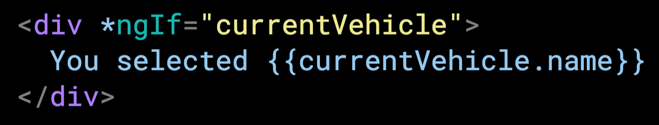 <div *ngIf="currentVehicle">
You selected {{currentVehicle.name}}
</div>